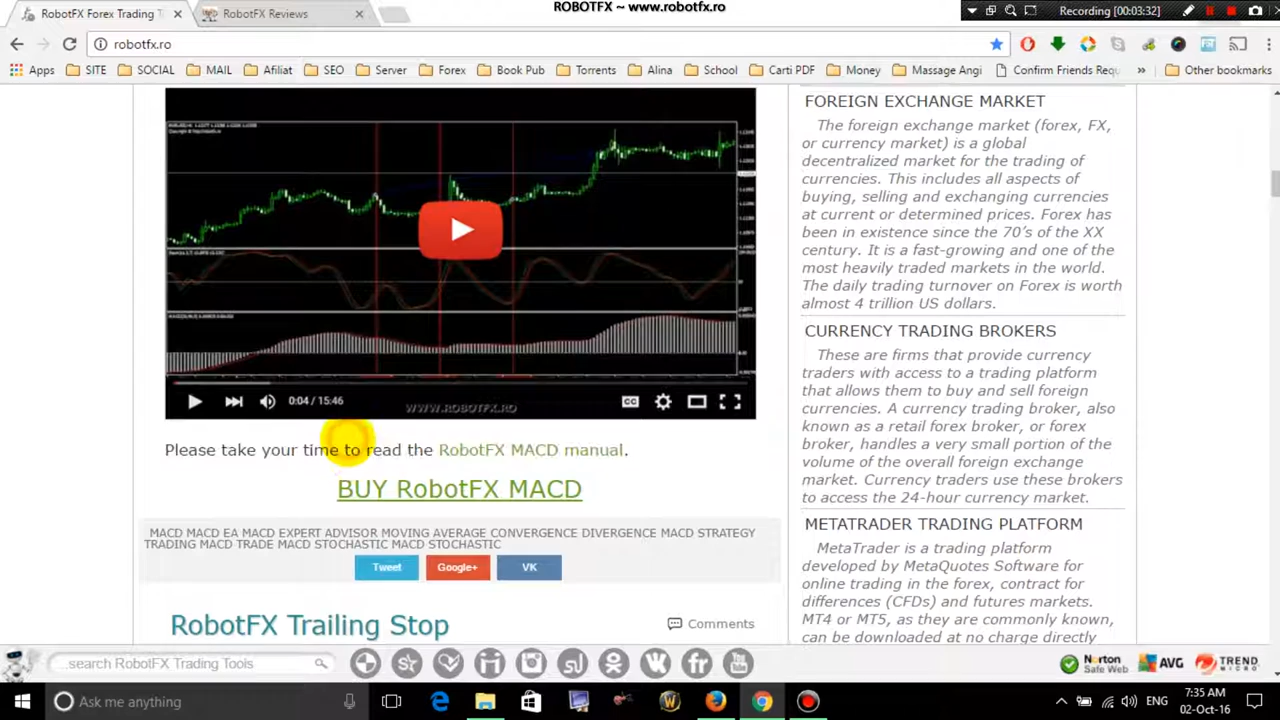 ROBOTFX ~ www.robotfx.ro
Recording (00:03:32)
RobotFX Forex Trading T
RobotFX Reviews
robotfx.ro
Apps SITE SOCIAL MAIL Afiliat SEO Server Forex Book Pub Torrents Alina School Carti PDF Money Massage Angi Confirm Friends Requ » Other bookmarks
0:04 / 15:46
CC
WWW.ROBOTFX.RO
Please take your time to read the RobotFX MACD manual.
BUY RobotFX MACD
MACD MACD EA MACD EXPERT ADVISOR MOVING AVERAGE CONVERGENCE DIVERGENCE MACD STRATEGY
TRADING MACD TRADE MACD STOCHASTIC MACD STOCHASTIC
Tweet Google+ VK
RobotFX Trailing Stop
Comments
FOREIGN EXCHANGE MARKET
The foreign exchange market (forex, FX,
or currency market) is a global
decentralized market for the trading of
currencies. This includes all aspects of
buying, selling and exchanging currencies
at current or determined prices. Forex has
been in existence since the 70's of the XX
century. It is a fast-growing and one of the
most heavily traded markets in the world.
The daily trading turnover on Forex is worth
almost 4 trillion US dollars.
CURRENCY TRADING BROKERS
These are firms that provide currency
traders with access to a trading platform
that allows them to buy and sell foreign
currencies. A currency trading broker, also
known as a retail forex broker, or forex
broker, handles a very small portion of the
volume of the overall foreign exchange
market. Currency traders use these brokers
to access the 24-hour currency market.
METATRADER TRADING PLATFORM
MetaTrader is a trading platform
developed by MetaQuotes Software for
online trading in the forex, contract for
differences (CFDs) and futures markets.
MT4 or MT5, as they are commonly known,
can be downloaded at no charge directly
...search RobotFX Trading Tools
Norton
Safe Web
AVG
TREND
MICRO
Ask me anything
ENG
7:35 AM
02-Oct-16